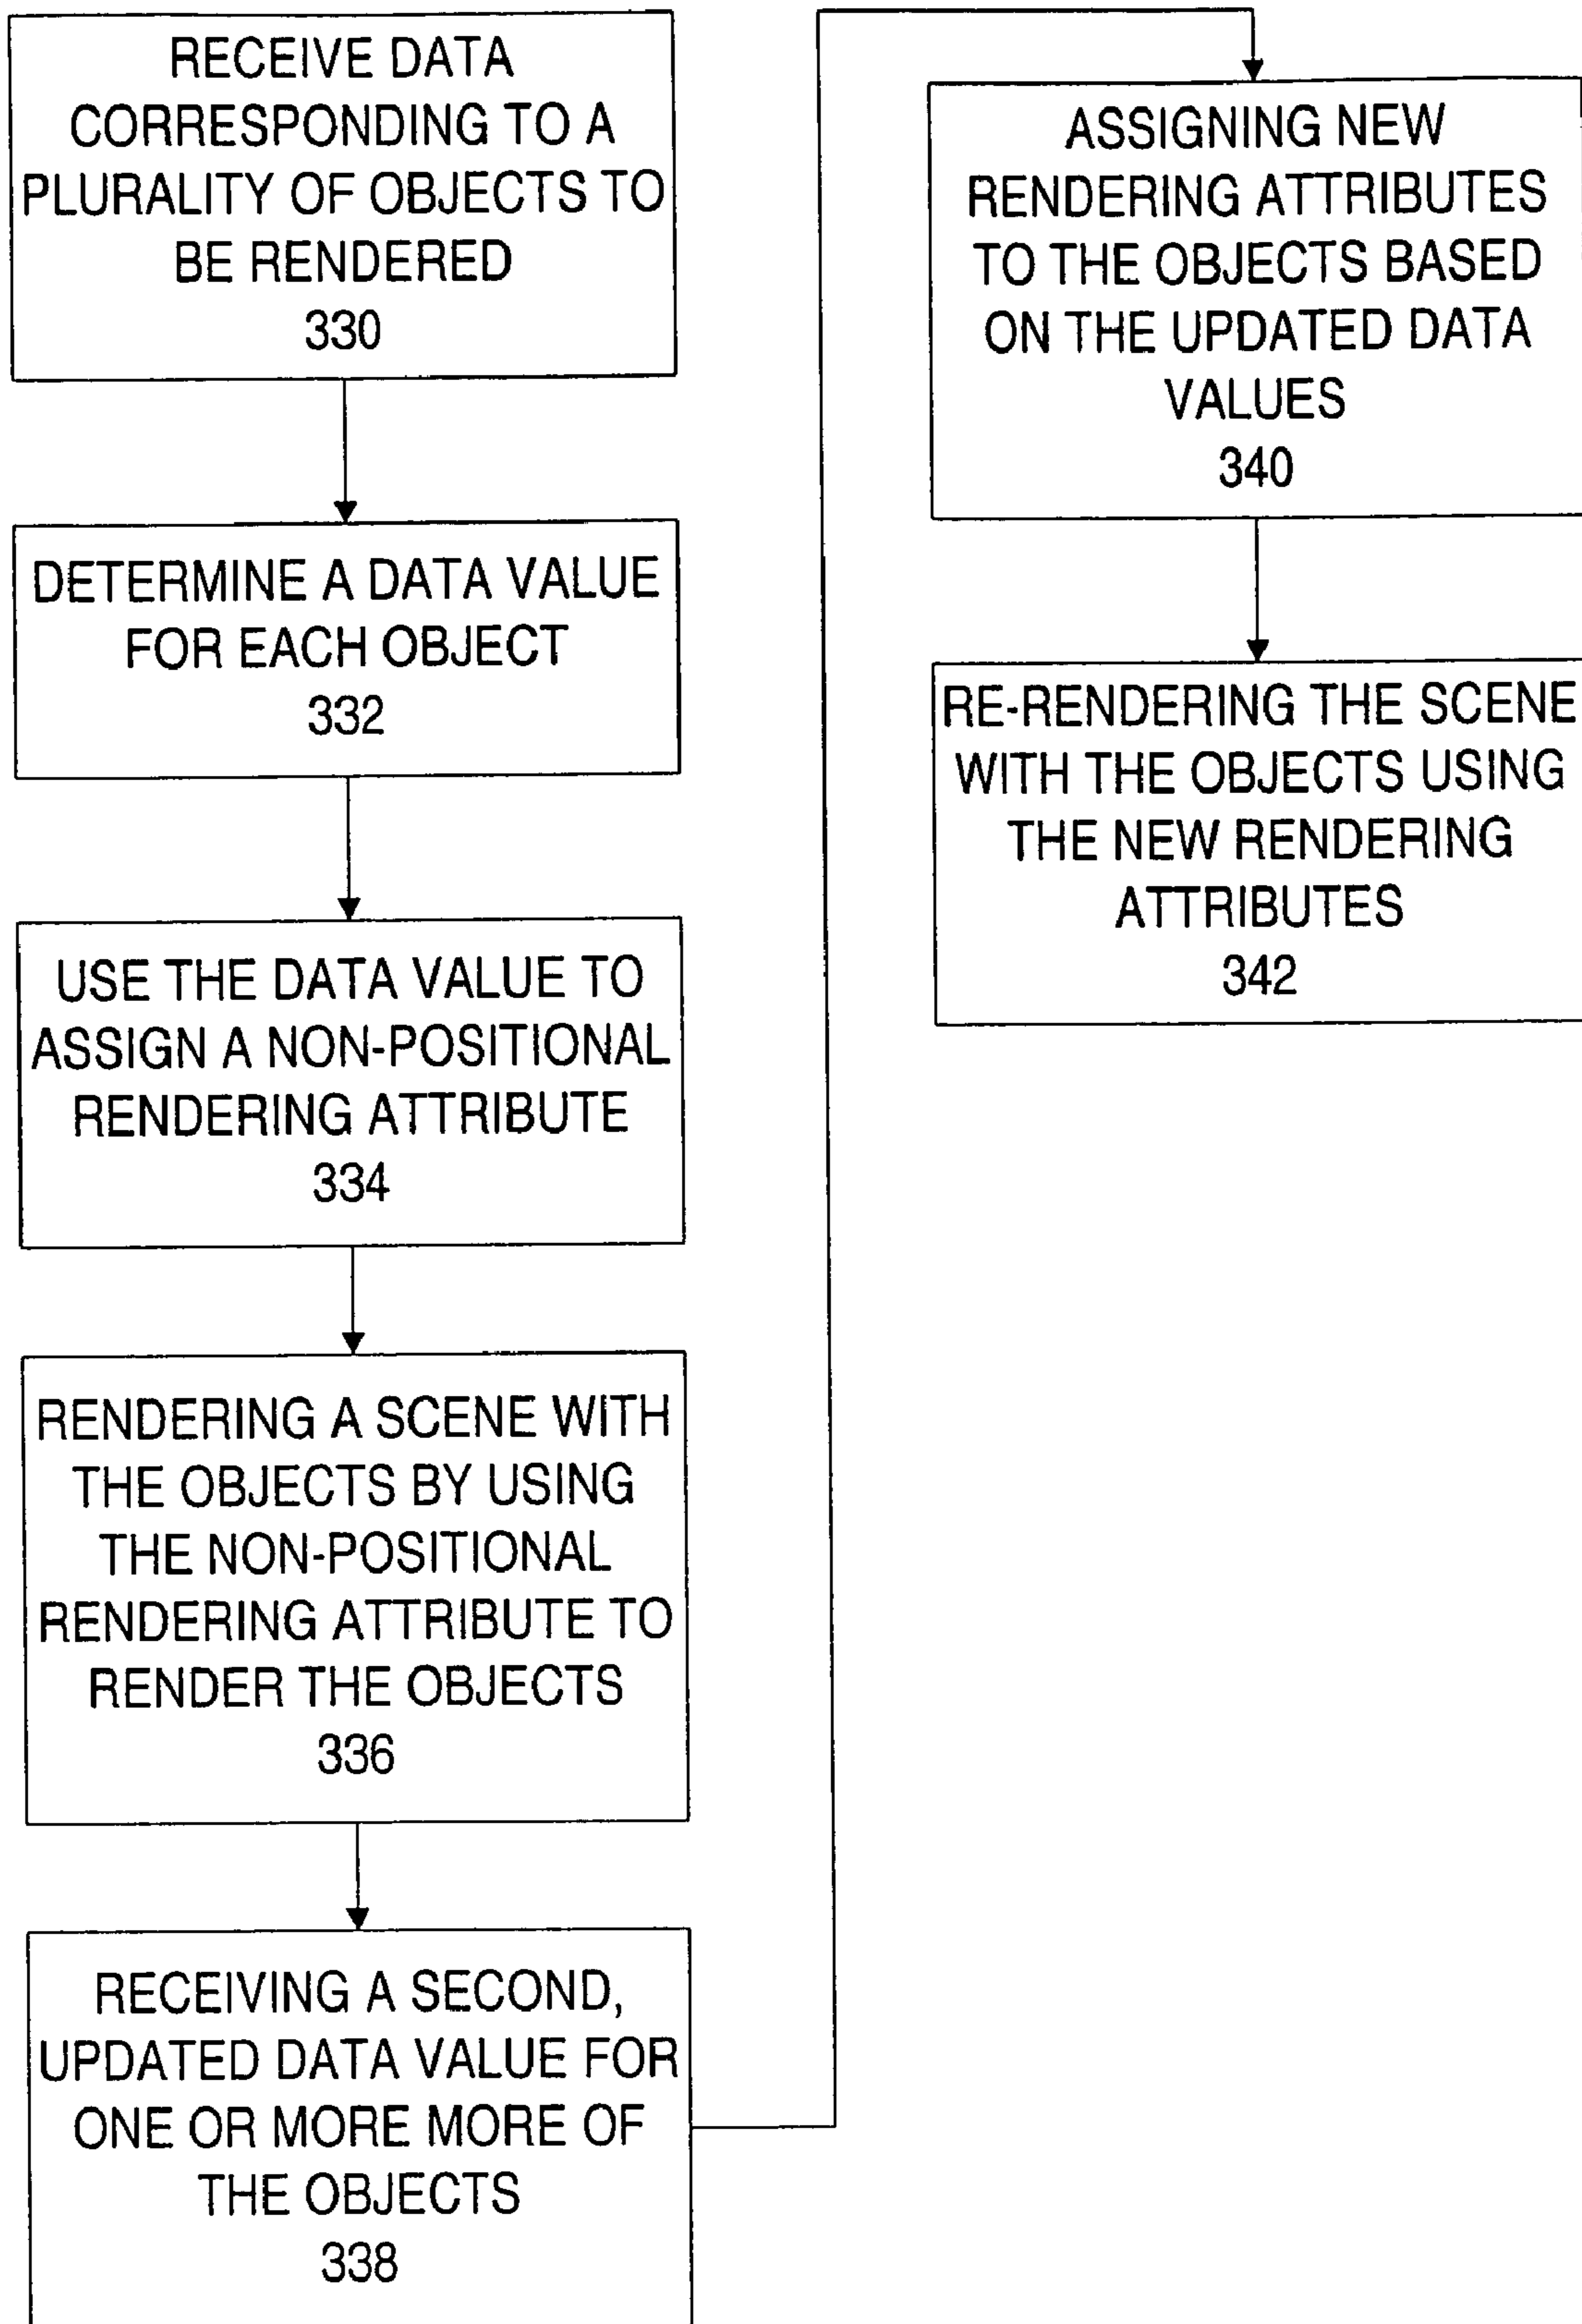 RECEIVE DATA
CORRESPONDING TO A
PLURALITY OF OBJECTS TO
BE RENDERED
330
DETERMINE A DATA VALUE
FOR EACH OBJECT
332
USE THE DATA VALUE TO
ASSIGN A NON-POSITIONAL
RENDERING ATTRIBUTE
334
RENDERING A SCENE WITH
THE OBJECTS BY USING
THE NON-POSITIONAL
RENDERING ATTRIBUTE TO
RENDER THE OBJECTS
336
RECEIVING A SECOND,
UPDATED DATA VALUE FOR
ONE OR MORE MORE OF
THE OBJECTS
338
ASSIGNING NEW
RENDERING ATTRIBUTES
TO THE OBJECTS BASED
ON THE UPDATED DATA
VALUES
340
RE-RENDERING THE SCENE
WITH THE OBJECTS USING
THE NEW RENDERING
ATTRIBUTES
342